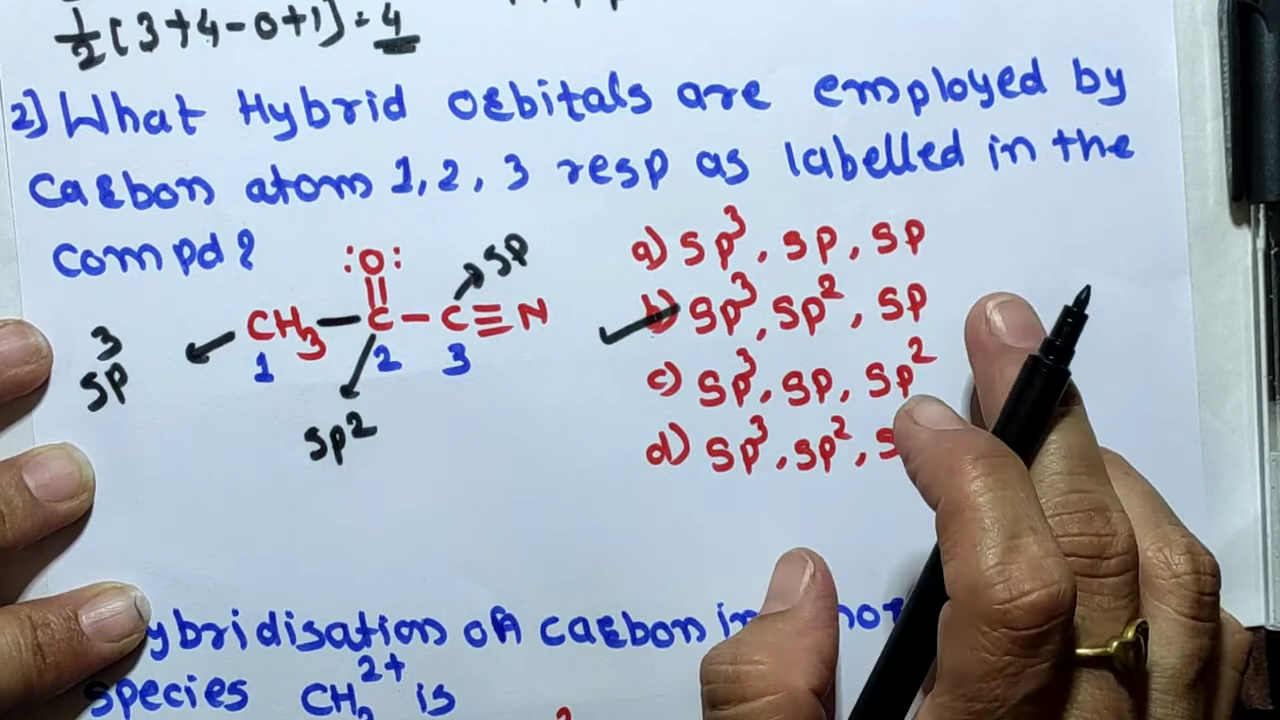 1/2 [3+4-0+1] = 4
2) What Hybrid orbitals are employed by
carbon atom 1, 2, 3 resp as labelled in the
compd?
:O:
sp
CH3 — C — C ≡ N
1 2 3
sp³
sp²
a) sp³, sp, sp
b) sp³, sp², sp
c) sp³, sp, sp²
d) sp³, sp², s
ybridisation of carbon in
species CH₂²⁺ is